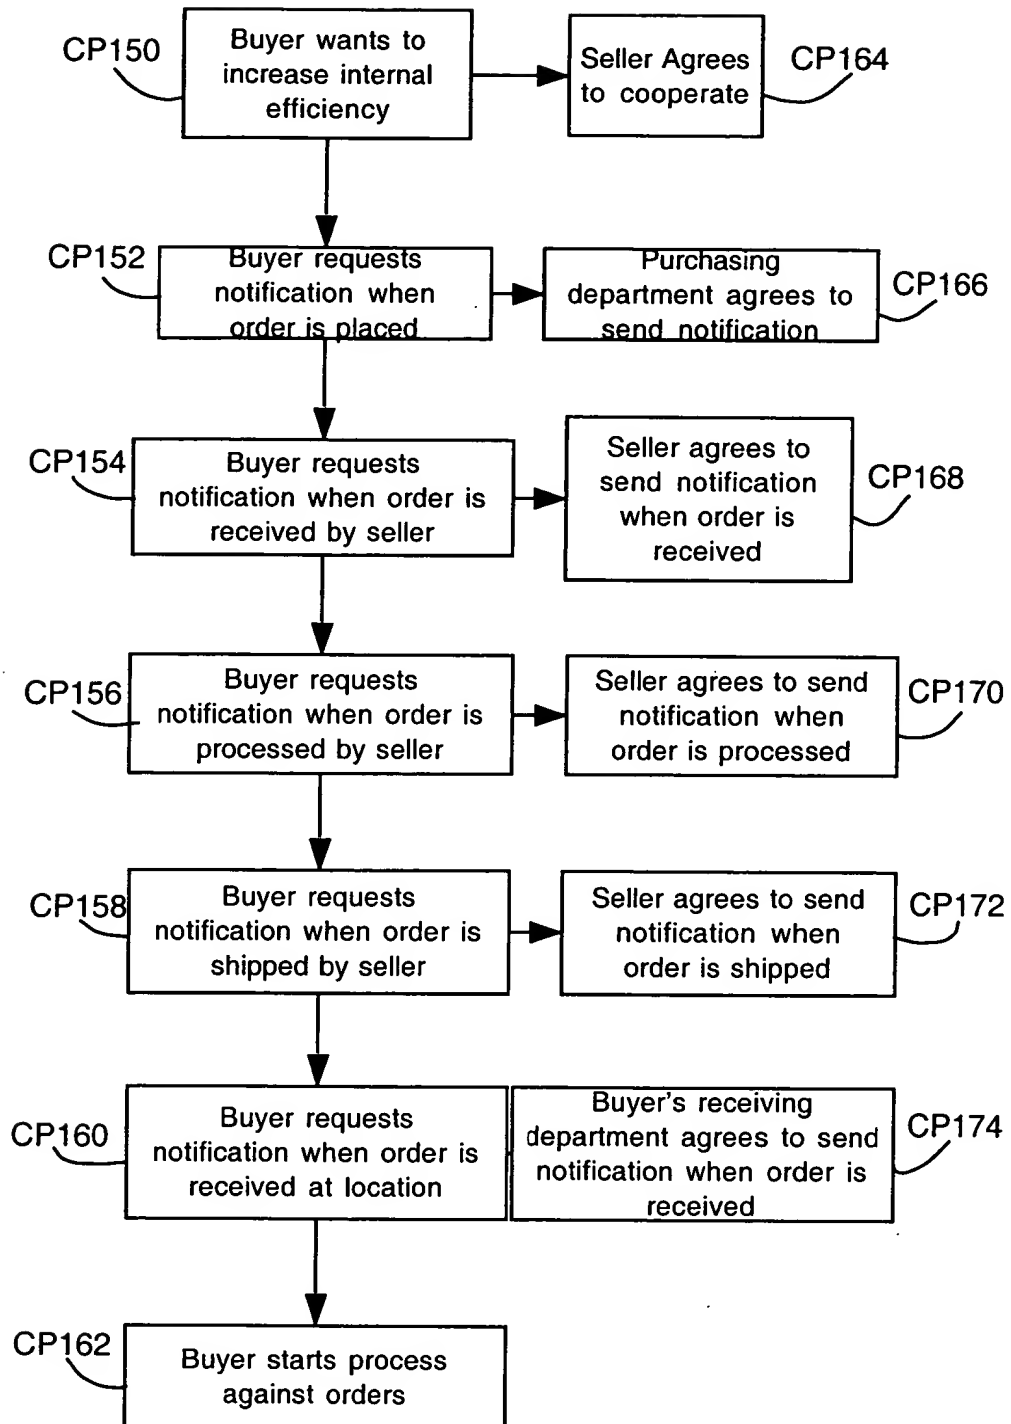 CP150
Buyer wants to
increase internal
efficiency
Seller Agrees
to cooperate
CP164
CP152
Buyer requests
notification when
order is placed
Purchasing
department agrees to
send notification
CP166
CP154
Buyer requests
notification when order is
received by seller
Seller agrees to
send notification
when order is
received
CP168
CP156
Buyer requests
notification when order is
processed by seller
Seller agrees to send
notification when
order is processed
CP170
CP158
Buyer requests
notification when order is
shipped by seller
Seller agrees to send
notification when
order is shipped
CP172
CP160
Buyer requests
notification when order is
received at location
Buyer's receiving
department agrees to send
notification when order is
received
CP174
CP162
Buyer starts process
against orders